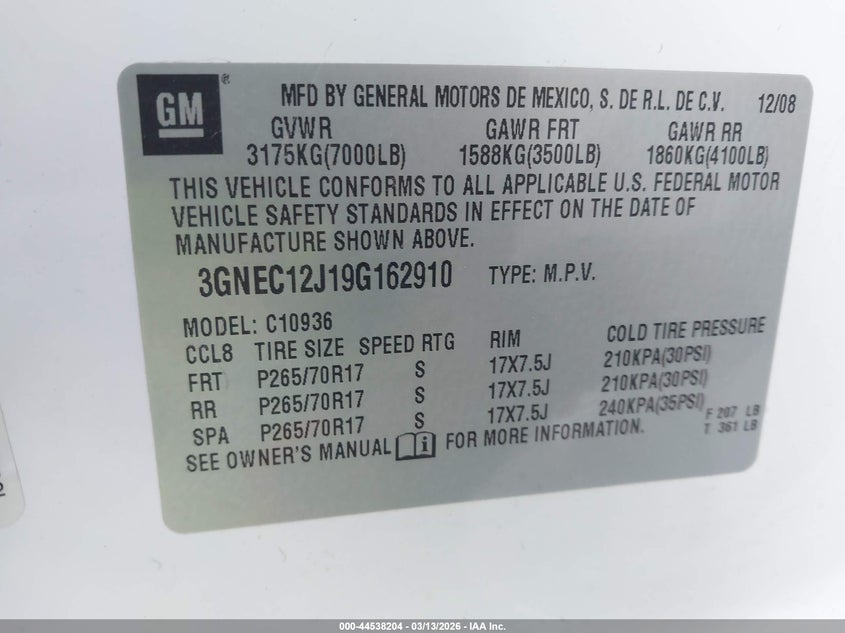 GM®
MFD BY GENERAL MOTORS DE MEXICO, S. DE R.L. DE C.V. 12/08
GVWR GAWR FRT GAWR RR
3175KG(7000LB) 1588KG(3500LB) 1860KG(4100LB)
THIS VEHICLE CONFORMS TO ALL APPLICABLE U.S. FEDERAL MOTOR
VEHICLE SAFETY STANDARDS IN EFFECT ON THE DATE OF
MANUFACTURE SHOWN ABOVE.
3GNEC12J19G162910 TYPE: M.P.V.
MODEL: C10936
CCL8 TIRE SIZE SPEED RTG RIM COLD TIRE PRESSURE
FRT P265/70R17 S 17X7.5J 210KPA(30PSI)
RR P265/70R17 S 17X7.5J 210KPA(30PSI)
SPA P265/70R17 S 17X7.5J 240KPA(35PSI)
F 207 LB
T 361 LB
SEE OWNER'S MANUAL i FOR MORE INFORMATION.
000-44538204 - 03/13/2026 - IAA Inc.